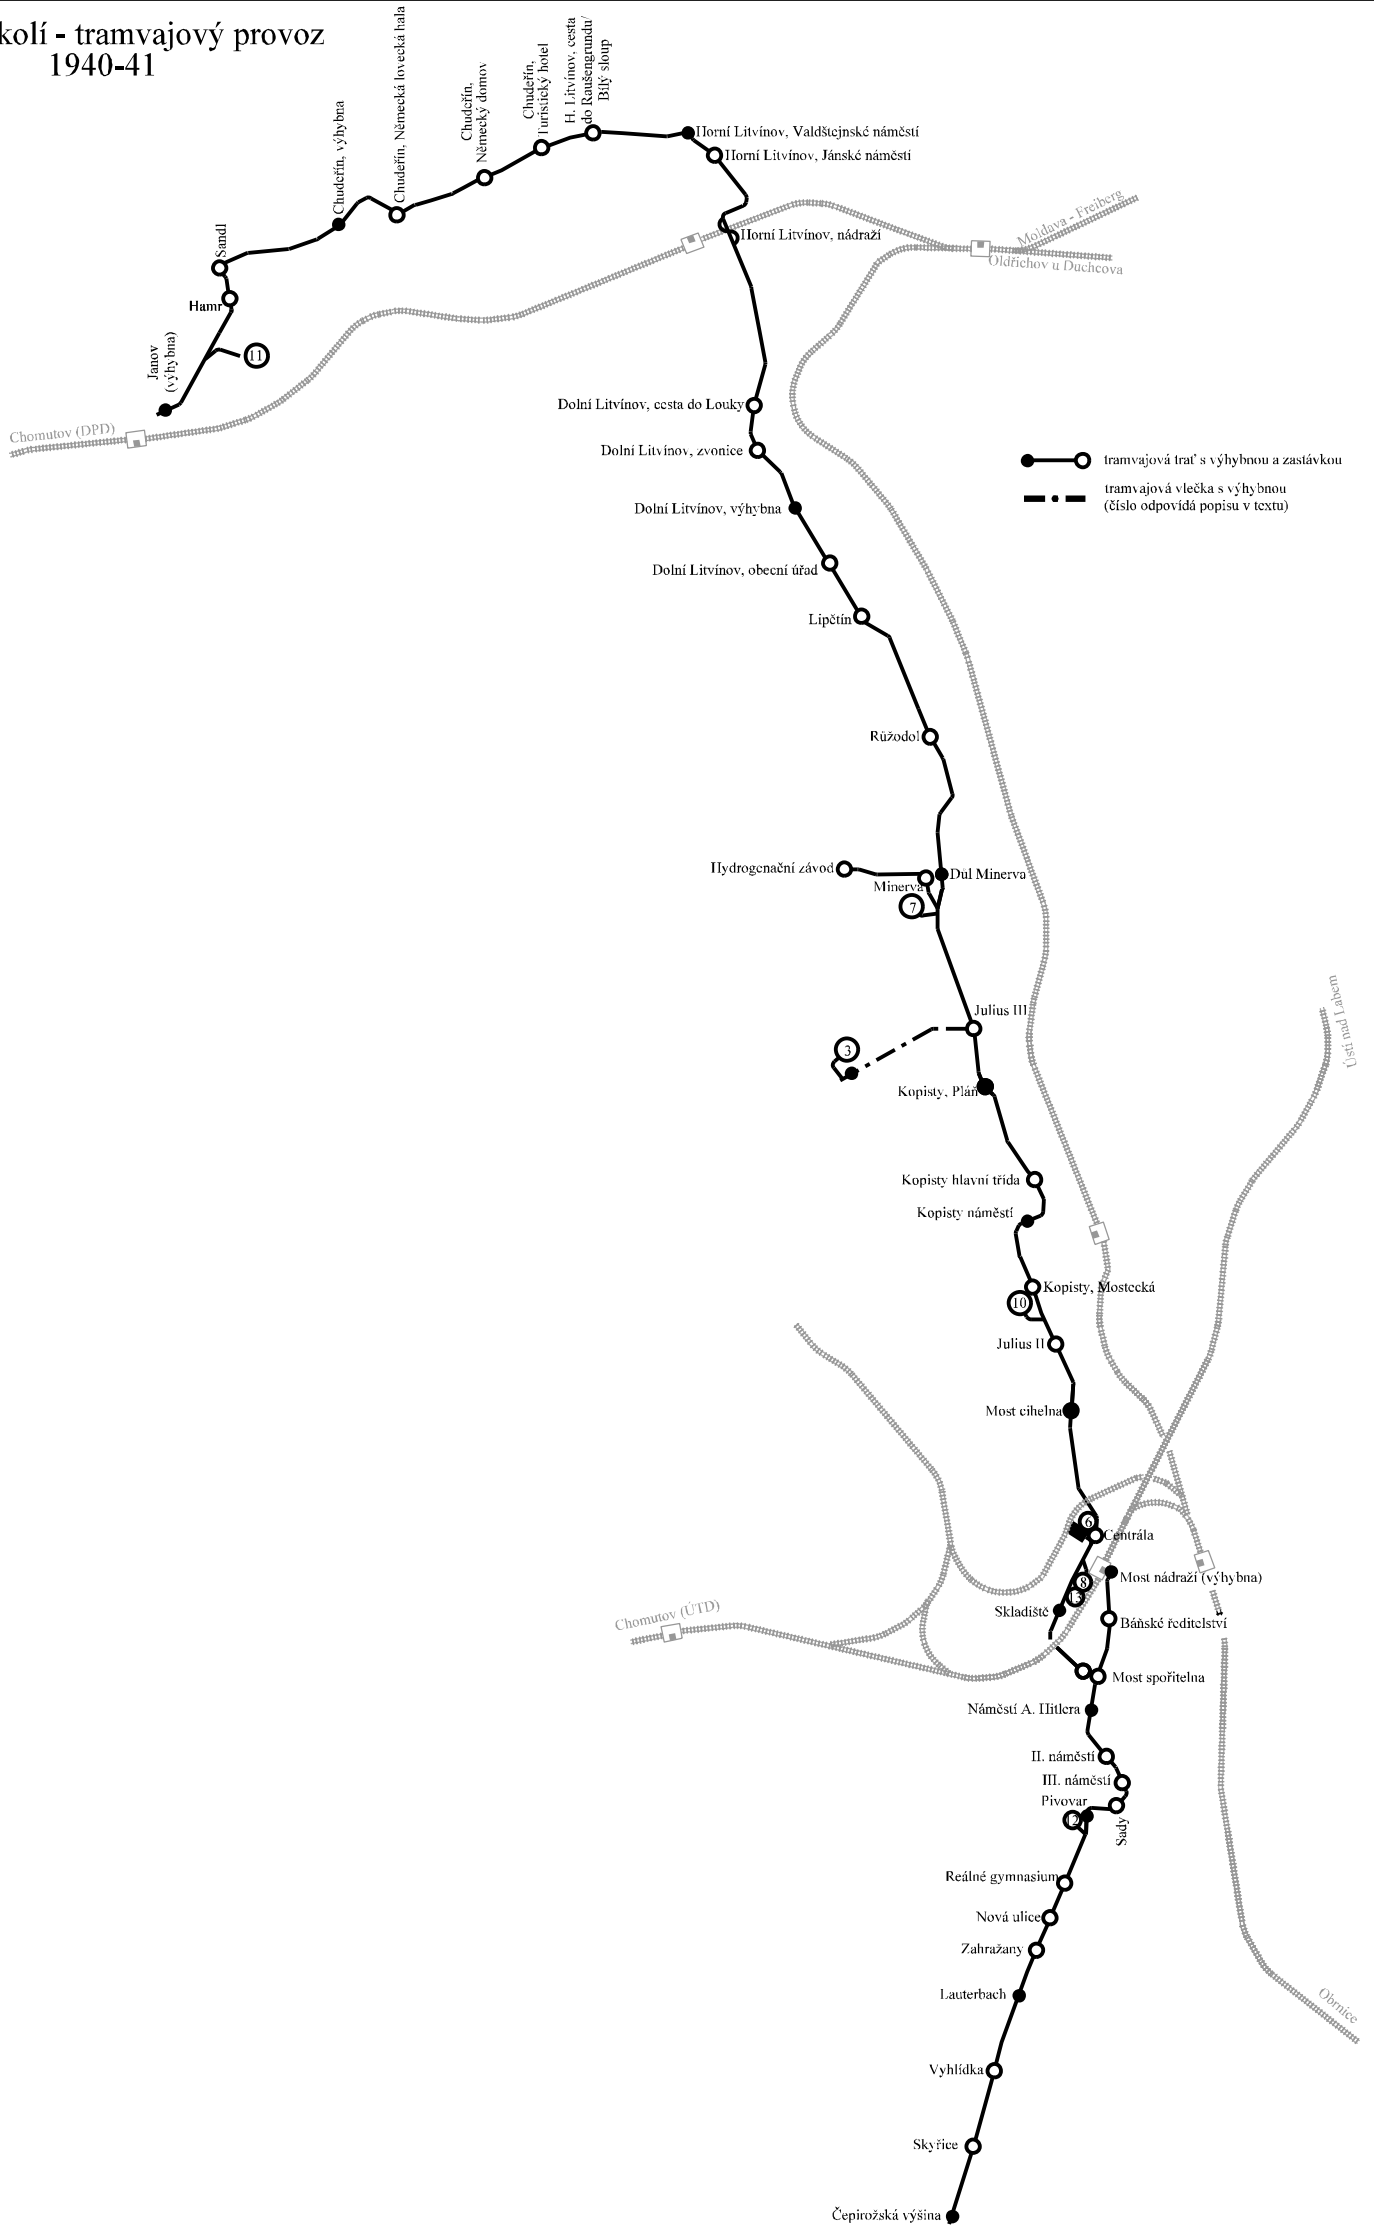 kolí - tramvajový provoz
1940-41
Chudeřín, výhybna
Chudeřín, Německá lovecká hala
Chudeřín,
Německý domov
Chudeřín,
Turistický hotel
H. Litvínov, cesta
do Raušengrundu/
Bílý sloup
Horní Litvínov, Valdštejnské náměstí
Horní Litvínov, Jánské náměstí
Horní Litvínov, nádraží
Moldava - Freiberg
Oldřichov u Duchcova
Sandl
Hamr
Janov
(výhybna)
11
Chomutov (DPD)
Dolní Litvínov, cesta do Louky
Dolní Litvínov, zvonice
Dolní Litvínov, výhybna
Dolní Litvínov, obecní úřad
Lipětín
tramvajová trať s výhybnou a zastávkou
tramvajová vlečka s výhybnou
(číslo odpovídá popisu v textu)
Růžodol
Hydrogenační závod
Minerva
Důl Minerva
7
Julius III
3
Kopisty, Pláň
Ústí nad Labem
Kopisty hlavní třída
Kopisty náměstí
Kopisty, Mostecká
10
Julius II
Most cihelna
6
Centrála
8
13
Most nádraží (výhybna)
Skladiště
Báňské ředitelství
Chomutov (ÚTD)
Most spořitelna
Náměstí A. Hitlera
II. náměstí
III. náměstí
Pivovar
12
Sady
Reálné gymnasium
Nová ulice
Zahražany
Lauterbach
Obrnice
Vyhlídka
Skyřice
Čepirožská výšina